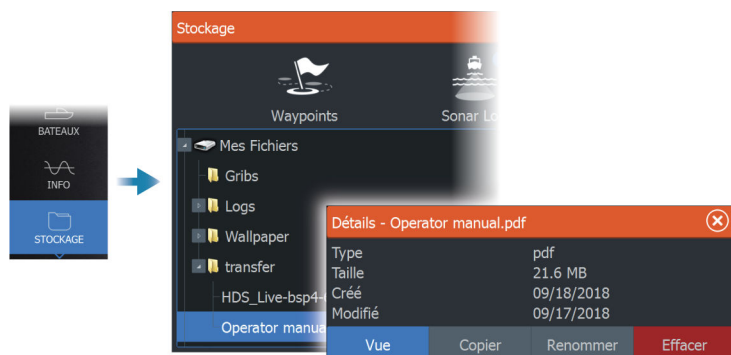 BATEAUX
INFO
STOCKAGE
Stockage
Waypoints
Sonar
Mes Fichiers
Gribs
Logs
Wallpaper
transfer
HDS_Live-bsp4-
Operator manua
Détails - Operator manual.pdf
Type pdf
Taille 21.6 MB
Créé 09/18/2018
Modifié 09/17/2018
Vue Copier Renommer Effacer